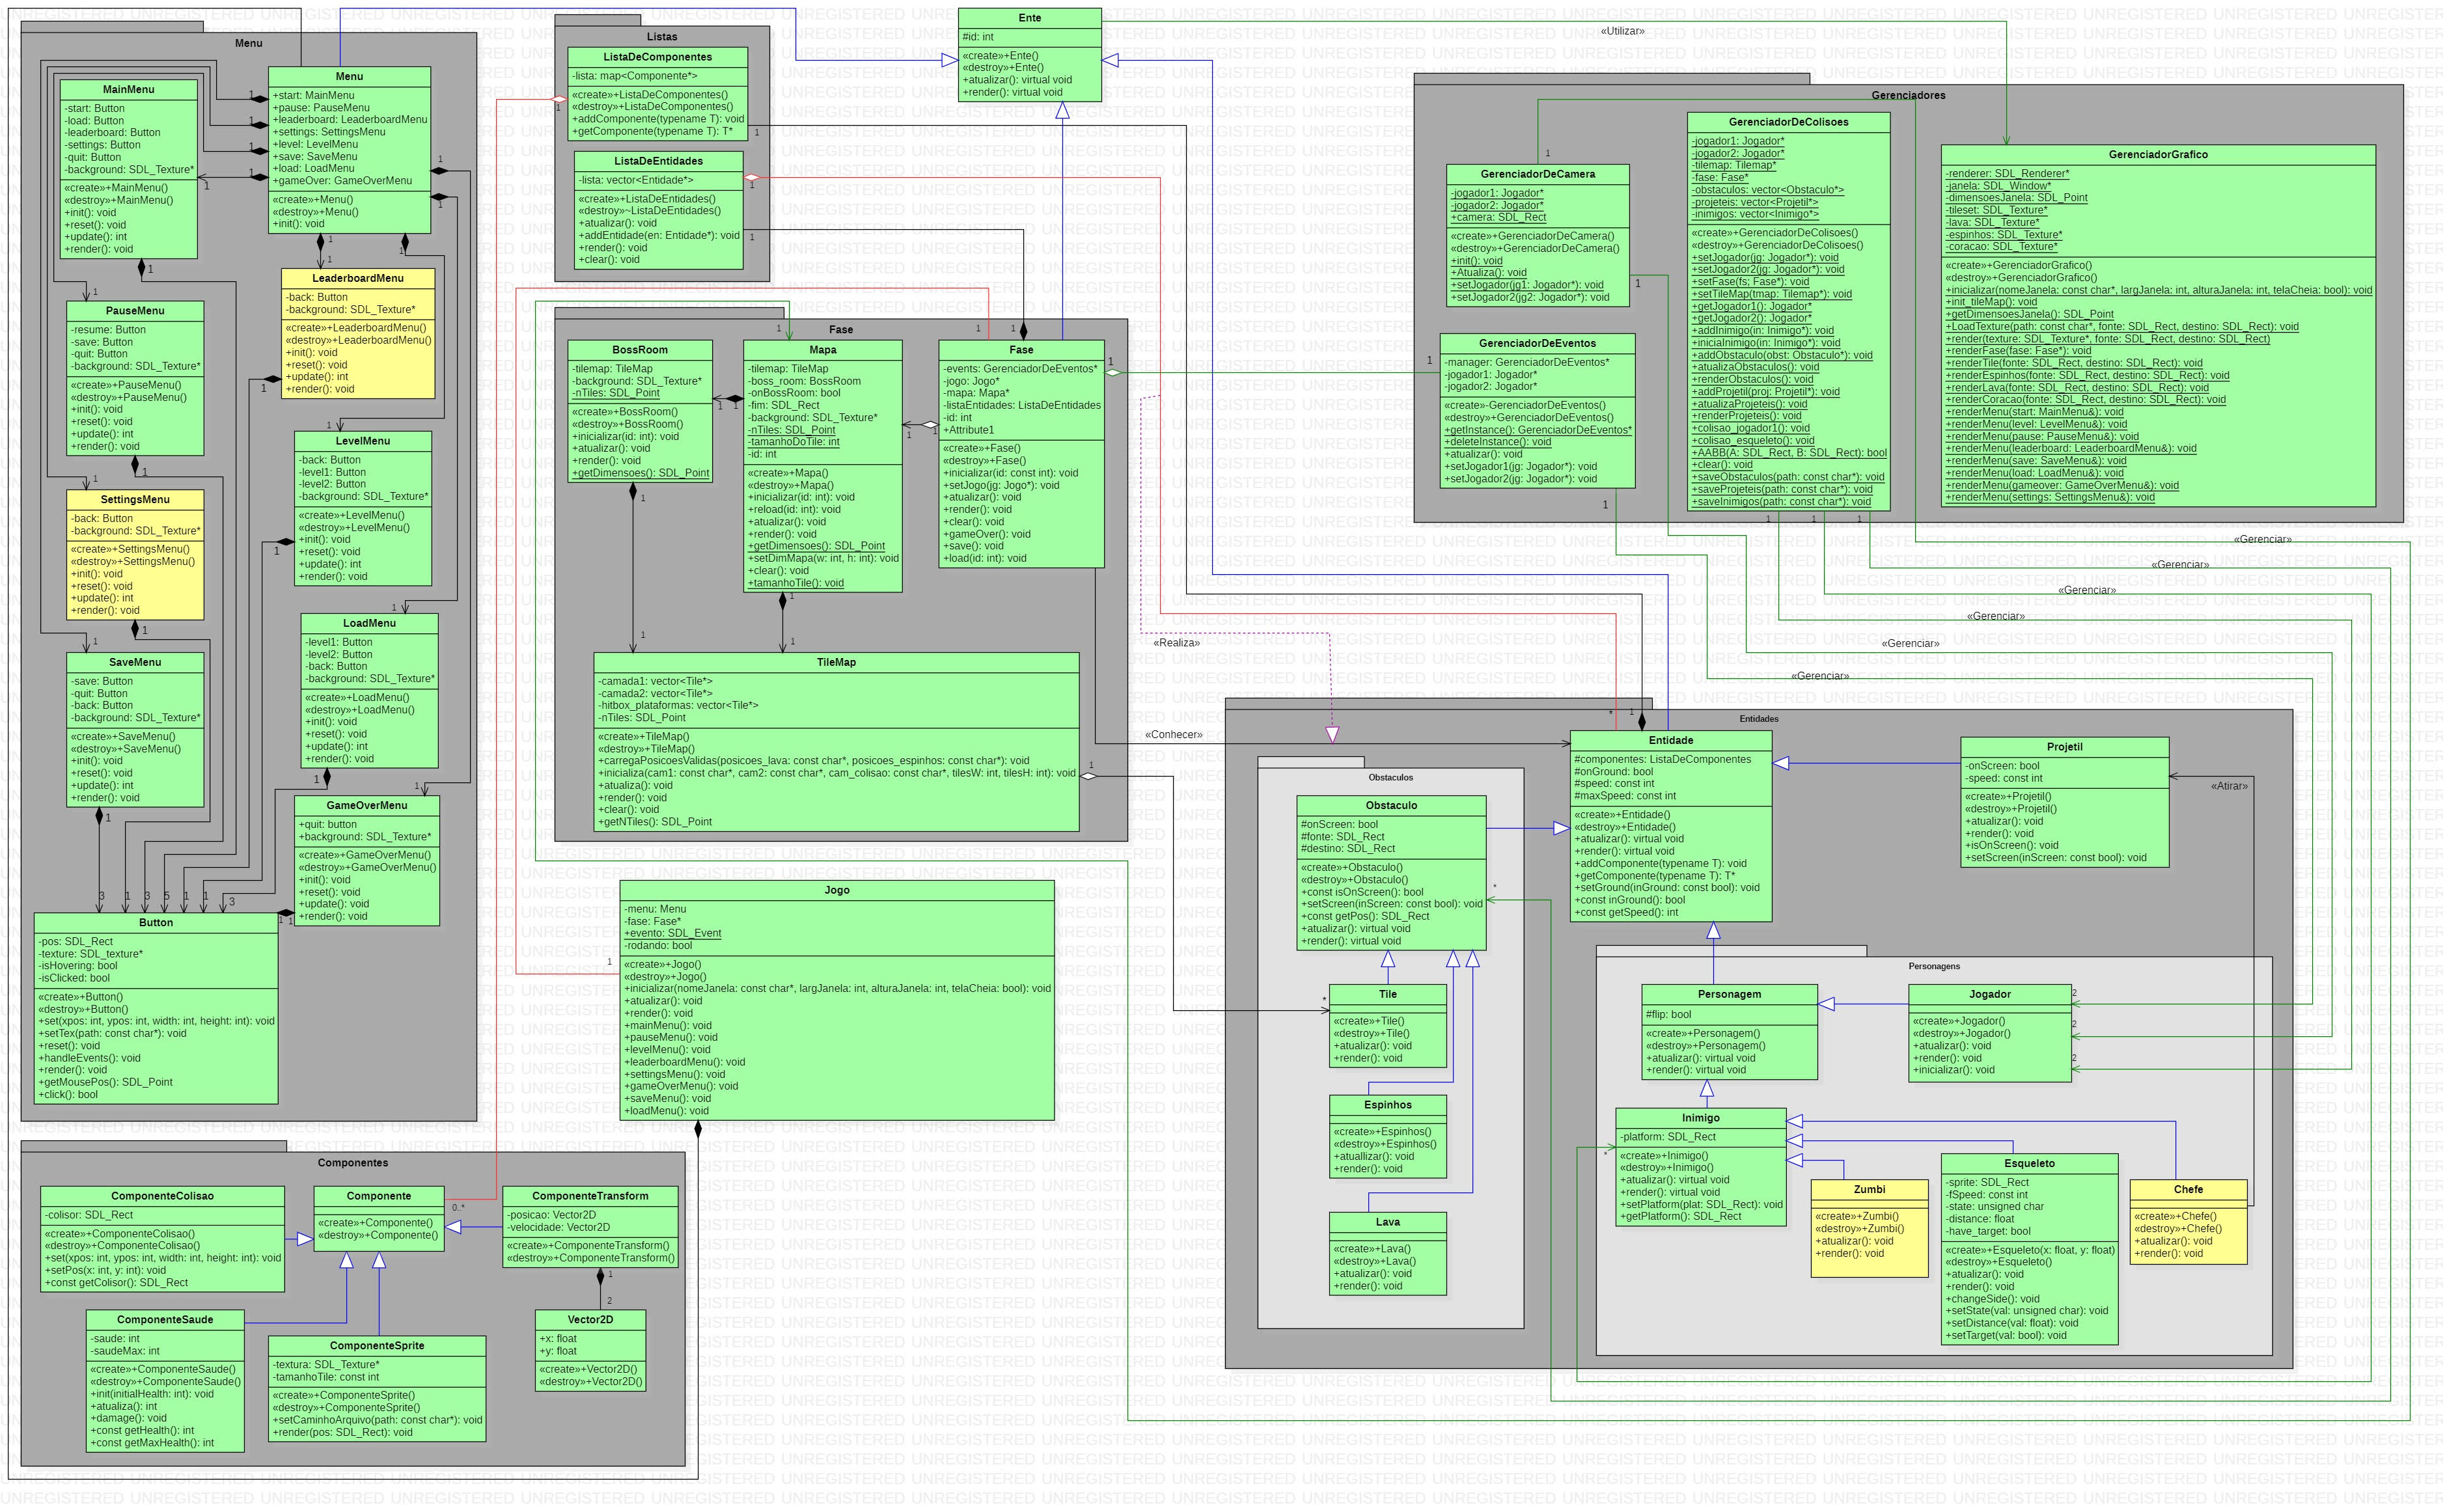 Menu
Menu
+start: MainMenu
+pause: PauseMenu
+leaderboard: LeaderboardMenu
+settings: SettingsMenu
+level: LevelMenu
+save: SaveMenu
+load: LoadMenu
+gameOver: GameOverMenu
«create»+Menu()
«destroy»+Menu()
+init(): void
MainMenu
-start: Button
-load: Button
-leaderboard: Button
-settings: Button
-quit: Button
-background: SDL_Texture*
«create»+MainMenu()
«destroy»+MainMenu()
+init(): void
+reset(): void
+update(): int
+render(): void
LeaderboardMenu
-back: Button
-background: SDL_Texture*
«create»+LeaderboardMenu()
«destroy»+LeaderboardMenu()
+init(): void
+reset(): void
+update(): int
+render(): void
PauseMenu
-resume: Button
-save: Button
-quit: Button
-background: SDL_Texture*
«create»+PauseMenu()
«destroy»+PauseMenu()
+init(): void
+reset(): void
+update(): int
+render(): void
LevelMenu
-back: Button
-level1: Button
-level2: Button
-background: SDL_Texture*
«create»+LevelMenu()
«destroy»+LevelMenu()
+init(): void
+reset(): void
+update(): int
+render(): void
SettingsMenu
-back: Button
-background: SDL_Texture*
«create»+SettingsMenu()
«destroy»+SettingsMenu()
+init(): void
+reset(): void
+update(): int
+render(): void
LoadMenu
-level1: Button
-level2: Button
-back: Button
-background: SDL_Texture*
«create»+LoadMenu()
«destroy»+LoadMenu()
+init(): void
+reset(): void
+update(): int
+render(): void
SaveMenu
-save: Button
-quit: Button
-back: Button
-background: SDL_Texture*
«create»+SaveMenu()
«destroy»+SaveMenu()
+init(): void
+reset(): void
+update(): int
+render(): void
GameOverMenu
+quit: button
+background: SDL_Texture*
«create»+GameOverMenu()
«destroy»+GameOverMenu()
+init(): void
+reset(): void
+update(): void
+render(): void
3 1 3 5 1 1 3
Button
-pos: SDL_Rect
-texture: SDL_texture*
-isHovering: bool
-isClicked: bool
«create»+Button()
«destroy»+Button()
+set(xpos: int, ypos: int, width: int, height: int): void
+setTex(path: const char*): void
+reset(): void
+handleEvents(): void
+render(): void
+getMousePos(): SDL_Point
+click(): bool
Listas
ListaDeComponentes
-lista: map<Componente*>
«create»+ListaDeComponentes()
«destroy»+ListaDeComponentes()
+addComponente(typename T): void
+getComponente(typename T): T*
ListaDeEntidades
-lista: vector<Entidade*>
«create»+ListaDeEntidades()
«destroy»~ListaDeEntidades()
+atualizar(): void
+addEntidade(en: Entidade*): void
+render(): void
+clear(): void
Ente
#id: int
«create»+Ente()
«destroy»+Ente()
+atualizar(): virtual void
+render(): virtual void
«Utilizar»
Fase
BossRoom
-tilemap: TileMap
-background: SDL_Texture*
-nTiles: SDL_Point
«create»+BossRoom()
«destroy»+BossRoom()
+inicializar(id: int): void
+atualizar(): void
+render(): void
+getDimensoes(): SDL_Point
Mapa
-tilemap: TileMap
-boss_room: BossRoom
-onBossRoom: bool
-fim: SDL_Rect
-background: SDL_Texture*
-nTiles: SDL_Point
-tamanhoDoTile: int
-id: int
«create»+Mapa()
«destroy»+Mapa()
+inicializar(id: int): void
+reload(id: int): void
+atualizar(): void
+render(): void
+getDimensoes(): SDL_Point
+setDimMapa(w: int, h: int): void
+clear(): void
+tamanhoTile(): void
Fase
-events: GerenciadorDeEventos*
-jogo: Jogo*
-mapa: Mapa*
-listaEntidades: ListaDeEntidades
-id: int
+Attribute1
«create»+Fase()
«destroy»+Fase()
+inicializar(id: const int): void
+setJogo(jg: Jogo*): void
+atualizar(): void
+render(): void
+clear(): void
+gameOver(): void
+save(): void
+load(id: int): void
TileMap
-camada1: vector<Tile*>
-camada2: vector<Tile*>
-hitbox_plataformas: vector<Tile*>
-nTiles: SDL_Point
«create»+TileMap()
«destroy»+TileMap()
+carregaPosicoesValidas(posicoes_lava: const char*, posicoes_espinhos: const char*): void
+inicializa(cam1: const char*, cam2: const char*, cam_colisao: const char*, tilesW: int, tilesH: int): void
+atualiza(): void
+render(): void
+clear(): void
+getNTiles(): SDL_Point
Jogo
-menu: Menu
-fase: Fase*
+evento: SDL_Event
-rodando: bool
«create»+Jogo()
«destroy»+Jogo()
+inicializar(nomeJanela: const char*, largJanela: int, alturaJanela: int, telaCheia: bool): void
+atualizar(): void
+render(): void
+mainMenu(): void
+pauseMenu(): void
+levelMenu(): void
+leaderboardMenu(): void
+settingsMenu(): void
+gameOverMenu(): void
+saveMenu(): void
+loadMenu(): void
Componentes
ComponenteColisao
-colisor: SDL_Rect
«create»+ComponenteColisao()
«destroy»+ComponenteColisao()
+set(xpos: int, ypos: int, width: int, height: int): void
+setPos(x: int, y: int): void
+const getColisor(): SDL_Rect
Componente
«create»+Componente()
«destroy»+Componente()
0..*
ComponenteTransform
-posicao: Vector2D
-velocidade: Vector2D
«create»+ComponenteTransform()
«destroy»+ComponenteTransform()
1
2
ComponenteSaude
-saude: int
-saudeMax: int
«create»+ComponenteSaude()
«destroy»+ComponenteSaude()
+init(initialHealth: int): void
+atualiza(): int
+damage(): void
+const getHealth(): int
+const getMaxHealth(): int
ComponenteSprite
-textura: SDL_Texture*
-tamanhoTile: const int
«create»+ComponenteSprite()
«destroy»+ComponenteSprite()
+setCaminhoArquivo(path: const char*): void
+render(pos: SDL_Rect): void
Vector2D
+x: float
+y: float
«create»+Vector2D()
«destroy»+Vector2D()
Gerenciadores
GerenciadorDeCamera
-jogador1: Jogador*
-jogador2: Jogador*
+camera: SDL_Rect
«create»+GerenciadorDeCamera()
«destroy»+GerenciadorDeCamera()
+init(): void
+Atualiza(): void
+setJogador(jg1: Jogador*): void
+setJogador2(jg2: Jogador*): void
GerenciadorDeEventos
-manager: GerenciadorDeEventos*
-jogador1: Jogador*
-jogador2: Jogador*
«create»-GerenciadorDeEventos()
«destroy»+GerenciadorDeEventos()
+getInstance(): GerenciadorDeEventos*
+deleteInstance(): void
+atualizar(): void
+setJogador1(jg: Jogador*): void
+setJogador2(jg: Jogador*): void
GerenciadorDeColisoes
-jogador1: Jogador*
-jogador2: Jogador*
-tilemap: Tilemap*
-fase: Fase*
-obstaculos: vector<Obstaculo*>
-projeteis: vector<Projetil*>
-inimigos: vector<Inimigo*>
«create»+GerenciadorDeColisoes()
«destroy»+GerenciadorDeColisoes()
+setJogador(jg: Jogador*): void
+setJogador2(jg: Jogador*): void
+setFase(fs: Fase*): void
+setTileMap(tmap: Tilemap*): void
+getJogador1(): Jogador*
+getJogador2(): Jogador*
+addInimigo(in: Inimigo*): void
+iniciaInimigo(in: Inimigo*): void
+addObstaculo(obst: Obstaculo*): void
+atualizaObstaculos(): void
+renderObstaculos(): void
+addProjetil(proj: Projetil*): void
+atualizaProjeteis(): void
+renderProjeteis(): void
+colisao_jogador1(): void
+colisao_esqueleto(): void
+AABB(A: SDL_Rect, B: SDL_Rect): bool
+clear(): void
+saveObstaculos(path: const char*): void
+saveProjeteis(path: const char*): void
+saveInimigos(path: const char*): void
GerenciadorGrafico
-renderer: SDL_Renderer*
-janela: SDL_Window*
-dimensoesJanela: SDL_Point
-tileset: SDL_Texture*
-lava: SDL_Texture*
-espinhos: SDL_Texture*
-coracao: SDL_Texture*
«create»+GerenciadorGrafico()
«destroy»+GerenciadorGrafico()
+inicializar(nomeJanela: const char*, largJanela: int, alturaJanela: int, telaCheia: bool): void
+init_tileMap(): void
+getDimensoesJanela(): SDL_Point
+LoadTexture(path: const char*, fonte: SDL_Rect, destino: SDL_Rect): void
+render(texture: SDL_Texture*, fonte: SDL_Rect, destino: SDL_Rect)
+renderFase(fase: Fase*): void
+renderTile(fonte: SDL_Rect, destino: SDL_Rect): void
+renderEspinhos(fonte: SDL_Rect, destino: SDL_Rect): void
+renderLava(fonte: SDL_Rect, destino: SDL_Rect): void
+renderCoracao(fonte: SDL_Rect, destino: SDL_Rect): void
+renderMenu(start: MainMenu&): void
+renderMenu(level: LevelMenu&): void
+renderMenu(pause: PauseMenu&): void
+renderMenu(leaderboard: LeaderboardMenu&): void
+renderMenu(save: SaveMenu&): void
+renderMenu(load: LoadMenu&): void
+renderMenu(gameover: GameOverMenu&): void
+renderMenu(settings: SettingsMenu&): void
«Gerenciar»
«Gerenciar»
«Gerenciar»
«Gerenciar»
«Gerenciar»
«Gerenciar»
«Realiza»
«Conhecer»
Entidades
Entidade
#componentes: ListaDeComponentes
#onGround: bool
#speed: const int
#maxSpeed: const int
«create»+Entidade()
«destroy»+Entidade()
+atualizar(): virtual void
+render(): virtual void
+addComponente(typename T): void
+getComponente(typename T): T*
+setGround(inGround: const bool): void
+const inGround(): bool
+const getSpeed(): int
Projetil
-onScreen: bool
-speed: const int
«create»+Projetil()
«destroy»+Projetil()
+atualizar(): void
+render(): void
+isOnScreen(): void
+setScreen(inScreen: const bool): void
«Atirar»
Obstaculos
Obstaculo
#onScreen: bool
#fonte: SDL_Rect
#destino: SDL_Rect
«create»+Obstaculo()
«destroy»+Obstaculo()
+const isOnScreen(): bool
+setScreen(inScreen: const bool): void
+const getPos(): SDL_Rect
+atualizar(): virtual void
+render(): virtual void
Tile
«create»+Tile()
«destroy»+Tile()
+atualizar(): void
+render(): void
Espinhos
«create»+Espinhos()
«destroy»+Espinhos()
+atuallizar(): void
+render(): void
Lava
«create»+Lava()
«destroy»+Lava()
+atualizar(): void
+render(): void
Personagens
Personagem
#flip: bool
«create»+Personagem()
«destroy»+Personagem()
+atualizar(): virtual void
+render(): virtual void
Jogador
«create»+Jogador()
«destroy»+Jogador()
+atualizar(): void
+render(): void
+inicializar(): void
2
2
2
Inimigo
-platform: SDL_Rect
«create»+Inimigo()
«destroy»+Inimigo()
+atualizar(): virtual void
+render(): virtual void
+setPlatform(plat: SDL_Rect): void
+getPlatform(): SDL_Rect
Zumbi
«create»+Zumbi()
«destroy»+Zumbi()
+atualizar(): void
+render(): void
Esqueleto
-sprite: SDL_Rect
-fSpeed: const int
-state: unsigned char
-distance: float
-have_target: bool
«create»+Esqueleto(x: float, y: float)
«destroy»+Esqueleto()
+atualizar(): void
+render(): void
+changeSide(): void
+setState(val: unsigned char): void
+setDistance(val: float): void
+setTarget(val: bool): void
Chefe
«create»+Chefe()
«destroy»+Chefe()
+atualizar(): void
+render(): void